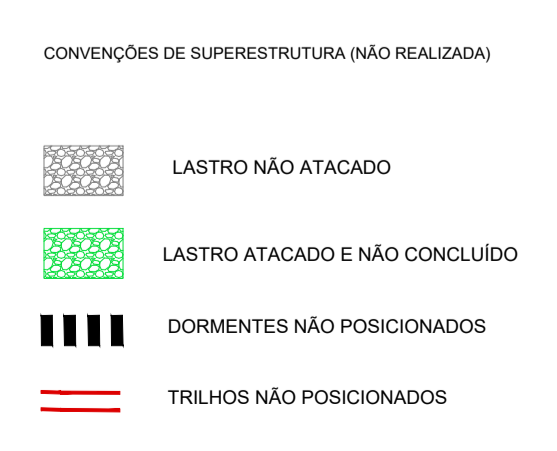 CONVENÇÕES DE SUPERESTRUTURA (NÃO REALIZADA)
LASTRO NÃO ATACADO
LASTRO ATACADO E NÃO CONCLUÍDO
DORMENTES NÃO POSICIONADOS
TRILHOS NÃO POSICIONADOS